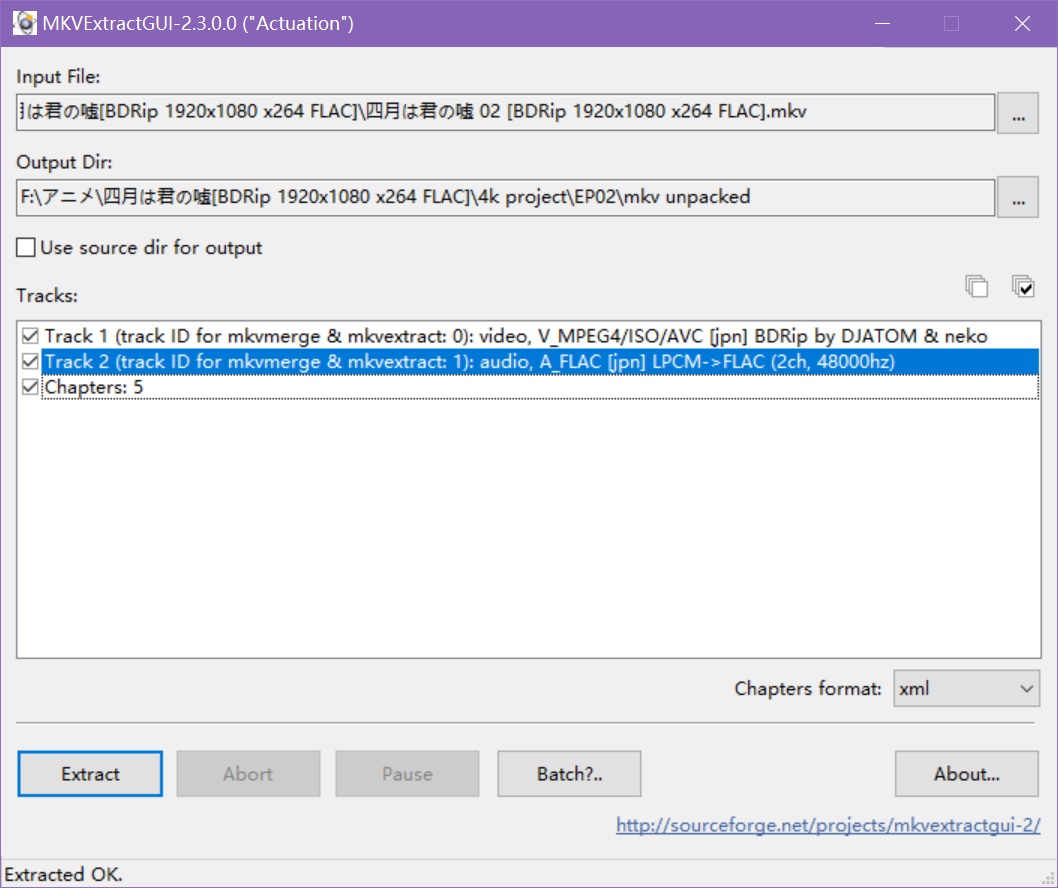 MKVExtractGUI-2.3.0.0 ("Actuation")
Input File:
は君の嘘[BDRip 1920x1080 x264 FLAC]\四月は君の嘘 02 [BDRip 1920x1080 x264 FLAC].mkv
...
Output Dir:
F:\アニメ\四月は君の嘘[BDRip 1920x1080 x264 FLAC]\4k project\EP02\mkv unpacked
...
Use source dir for output
Tracks:
Track 1 (track ID for mkvmerge & mkvextract: 0): video, V_MPEG4/ISO/AVC [jpn] BDRip by DJATOM & neko
Track 2 (track ID for mkvmerge & mkvextract: 1): audio, A_FLAC [jpn] LPCM->FLAC (2ch, 48000hz)
Chapters: 5
Chapters format: xml
Extract Abort Pause Batch?.. About...
http://sourceforge.net/projects/mkvextractgui-2/
Extracted OK.